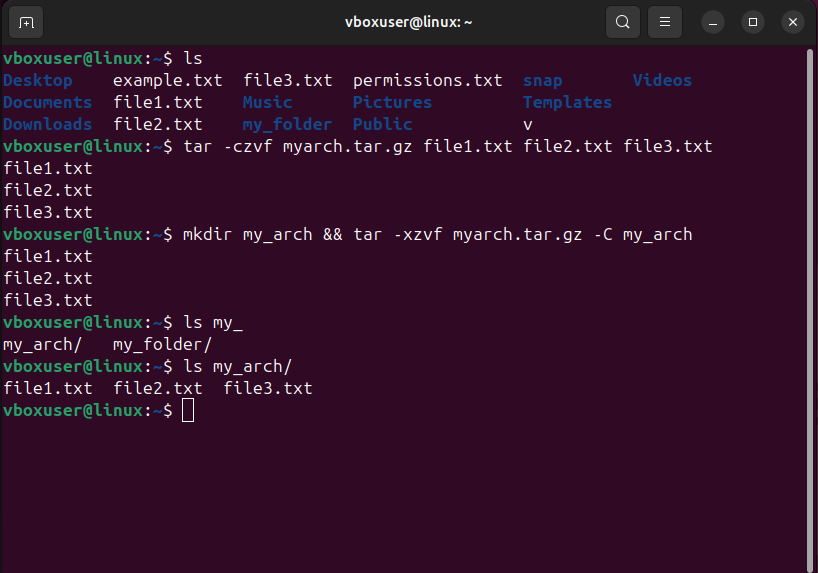 vboxuser@linux: ~
vboxuser@linux:~$ ls
Desktop    example.txt  file3.txt  permissions.txt  snap       Videos
Documents  file1.txt    Music      Pictures         Templates
Downloads  file2.txt    my_folder  Public           v
vboxuser@linux:~$ tar -czvf myarch.tar.gz file1.txt file2.txt file3.txt
file1.txt
file2.txt
file3.txt
vboxuser@linux:~$ mkdir my_arch && tar -xzvf myarch.tar.gz -C my_arch
file1.txt
file2.txt
file3.txt
vboxuser@linux:~$ ls my_
my_arch/   my_folder/
vboxuser@linux:~$ ls my_arch/
file1.txt  file2.txt  file3.txt
vboxuser@linux:~$